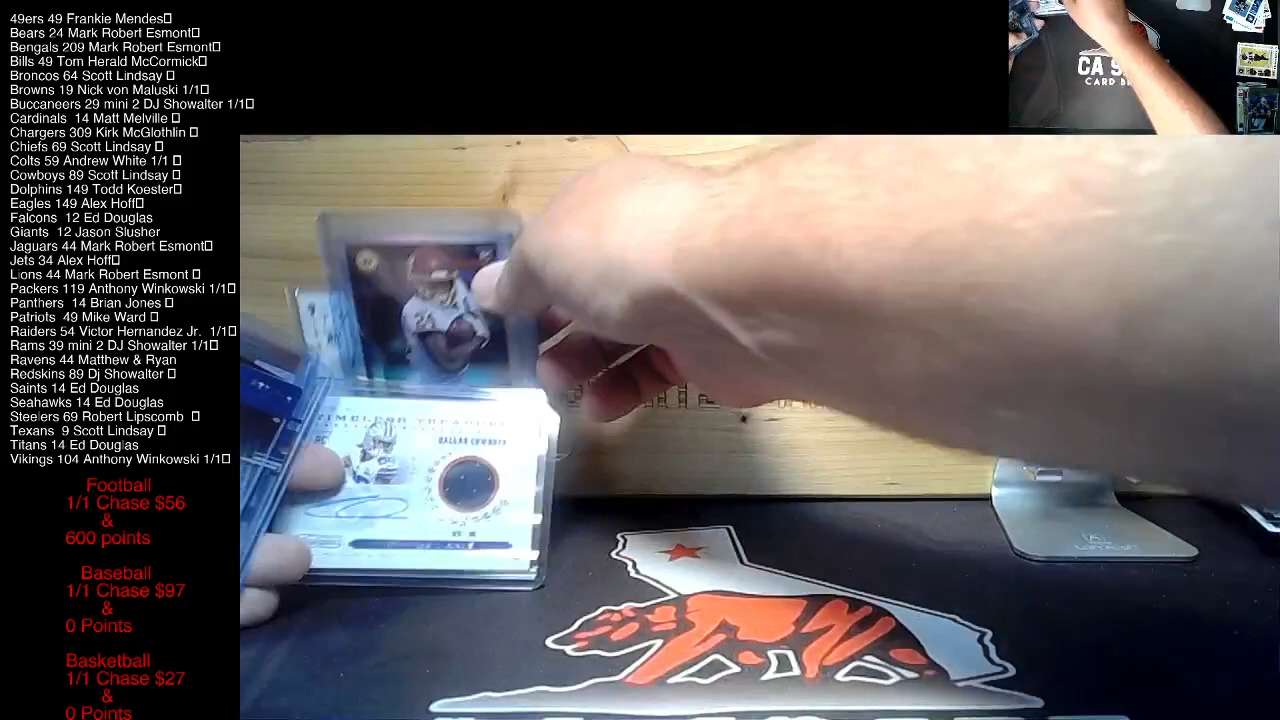 49ers 49 Frankie Mendes
Bears 24 Mark Robert Esmont
Bengals 209 Mark Robert Esmont
Bills 49 Tom Herald McCormick
Broncos 64 Scott Lindsay
Browns 19 Nick von Maluski 1/1
Buccaneers 29 mini 2 DJ Showalter 1/1
Cardinals 14 Matt Melville
Chargers 309 Kirk McGlothlin
Chiefs 69 Scott Lindsay
Colts 59 Andrew White 1/1
Cowboys 89 Scott Lindsay
Dolphins 149 Todd Koester
Eagles 149 Alex Hoff
Falcons 12 Ed Douglas
Giants 12 Jason Slusher
Jaguars 44 Mark Robert Esmont
Jets 34 Alex Hoff
Lions 44 Mark Robert Esmont
Packers 119 Anthony Winkowski 1/1
Panthers 14 Brian Jones
Patriots 49 Mike Ward
Raiders 54 Victor Hernandez Jr. 1/1
Rams 39 mini 2 DJ Showalter 1/1
Ravens 44 Matthew & Ryan
Redskins 89 Dj Showalter
Saints 14 Ed Douglas
Seahawks 14 Ed Douglas
Steelers 69 Robert Lipscomb
Texans 9 Scott Lindsay
Titans 14 Ed Douglas
Vikings 104 Anthony Winkowski 1/1
Football
1/1 Chase $56
&
600 points
Baseball
1/1 Chase $97
&
0 Points
Basketball
1/1 Chase $27
&
0 Points
CA
CARD
TIMELESS TREASURES
DALLAS COWBOYS